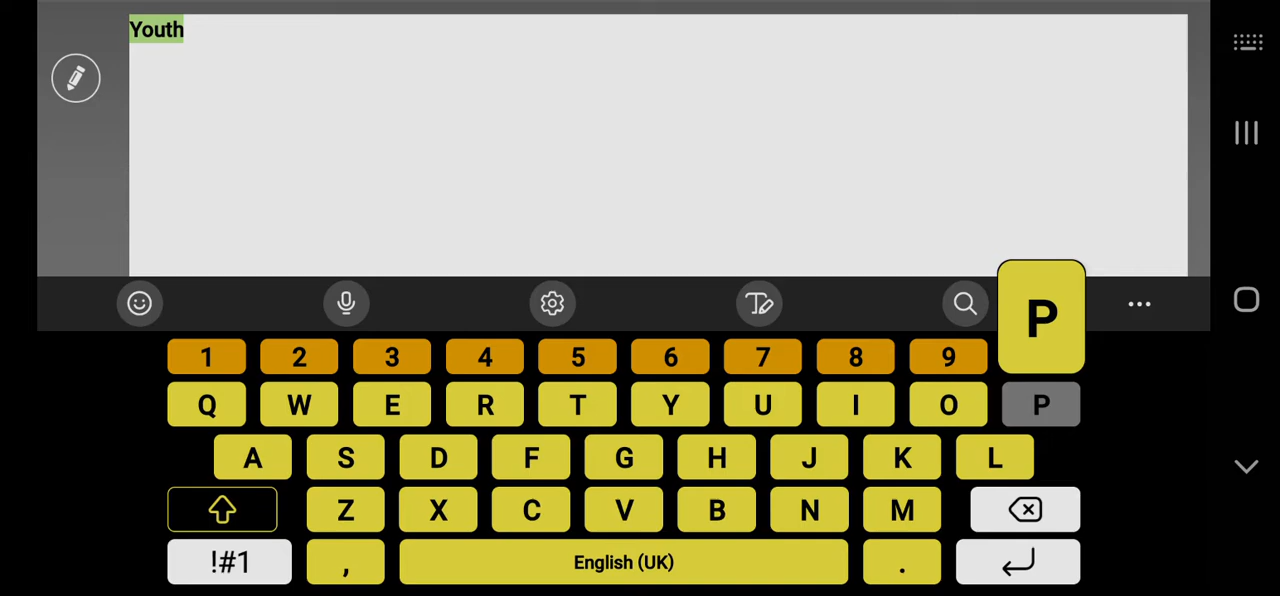 Youth
P
1 2 3 4 5 6 7 8 9
Q W E R T Y U I O P
A S D F G H J K L
Z X C V B N M
!#1 , English (UK) .